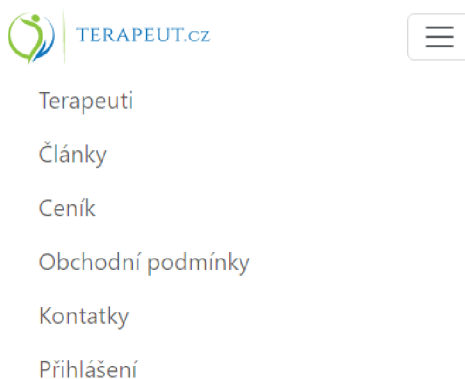 TERAPEUT.cz
Terapeuti
Články
Ceník
Obchodní podmínky
Kontatky
Přihlášení